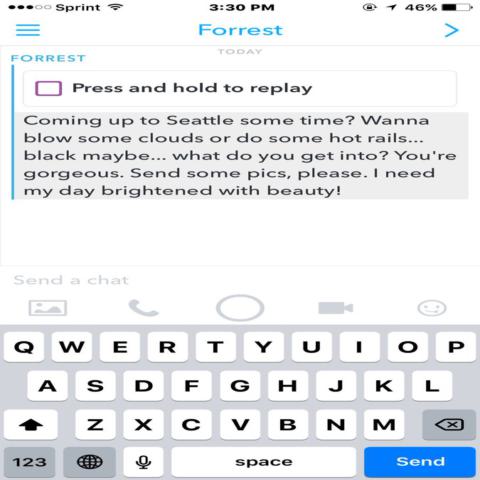 Sprint 3:30 PM 46%
Forrest
TODAY
FORREST
Press and hold to replay
Coming up to Seattle some time? Wanna
blow some clouds or do some hot rails...
black maybe... what do you get into? You're
gorgeous. Send some pics, please. I need
my day brightened with beauty!
Send a chat
Q W E R T Y U I O P
A S D F G H J K L
Z X C V B N M
123 space Send